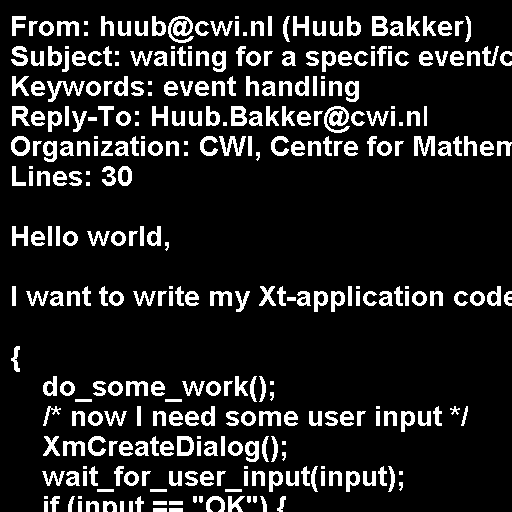 From: huub@cwi.nl (Huub Bakker)
Subject: waiting for a specific event/c
Keywords: event handling
Reply-To: Huub.Bakker@cwi.nl
Organization: CWI, Centre for Mathem
Lines: 30
Hello world,
I want to write my Xt-application code
{
do_some_work();
/* now I need some user input */
XmCreateDialog();
wait_for_user_input(input);
if (input == "OK") {